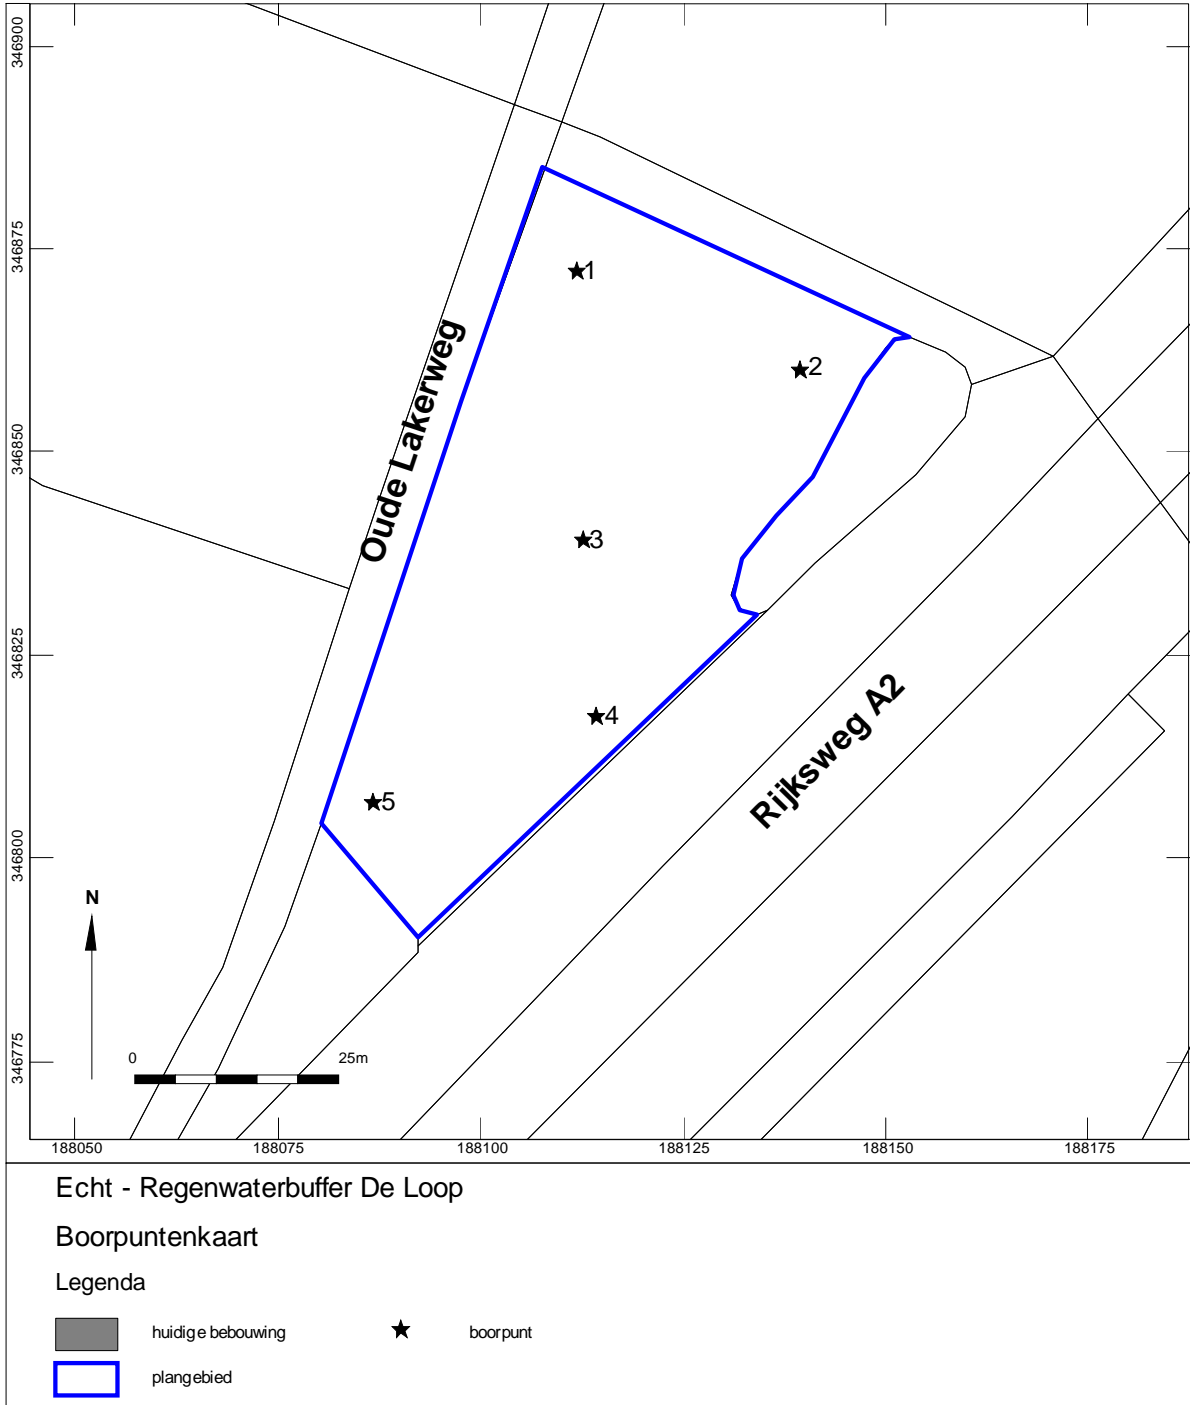 346900
346875
346850
346825
346800
346775
1
2
3
4
5
Oude Lakerweg
Rijksweg A2
N
0 25m
188050 188075 188100 188125 188150 188175
Echt - Regenwaterbuffer De Loop
Boorpuntenkaart
Legenda
huidige bebouwing boorpunt
plangebied